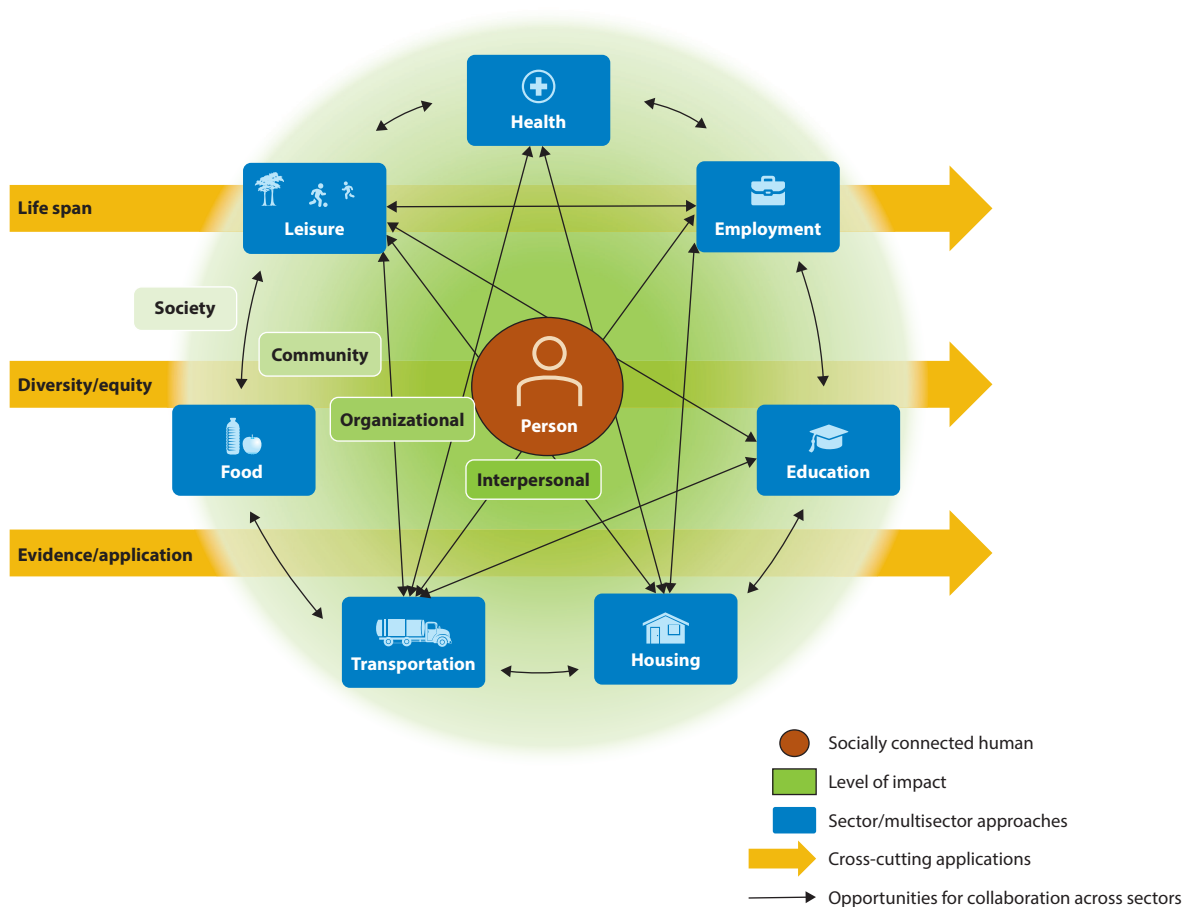 Health
Life span
Leisure
Employment
Society
Community
Diversity/equity
Organizational
Person
Food
Interpersonal
Education
Evidence/application
Transportation
Housing
Socially connected human
Level of impact
Sector/multisector approaches
Cross-cutting applications
Opportunities for collaboration across sectors